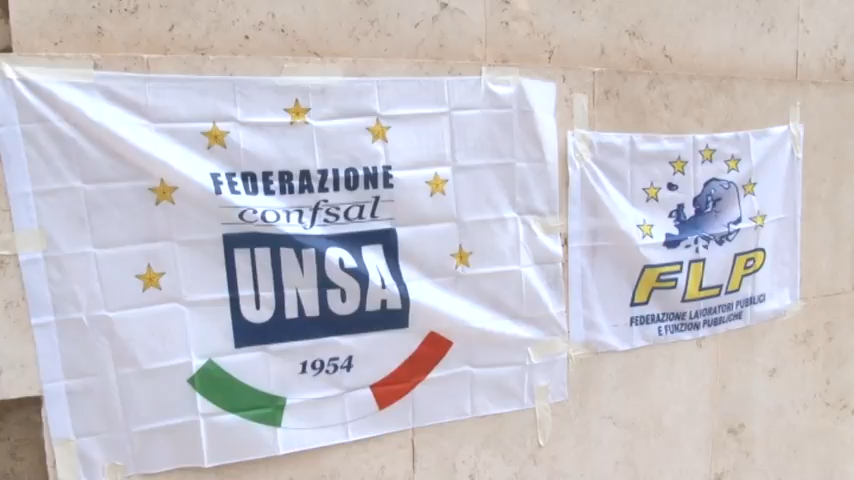 FEDERAZIONE
confsal
UNSA
1954
FLP
FEDERAZIONE LAVORATORI PUBBLICI
E FUNZIONI PUBBLICHE